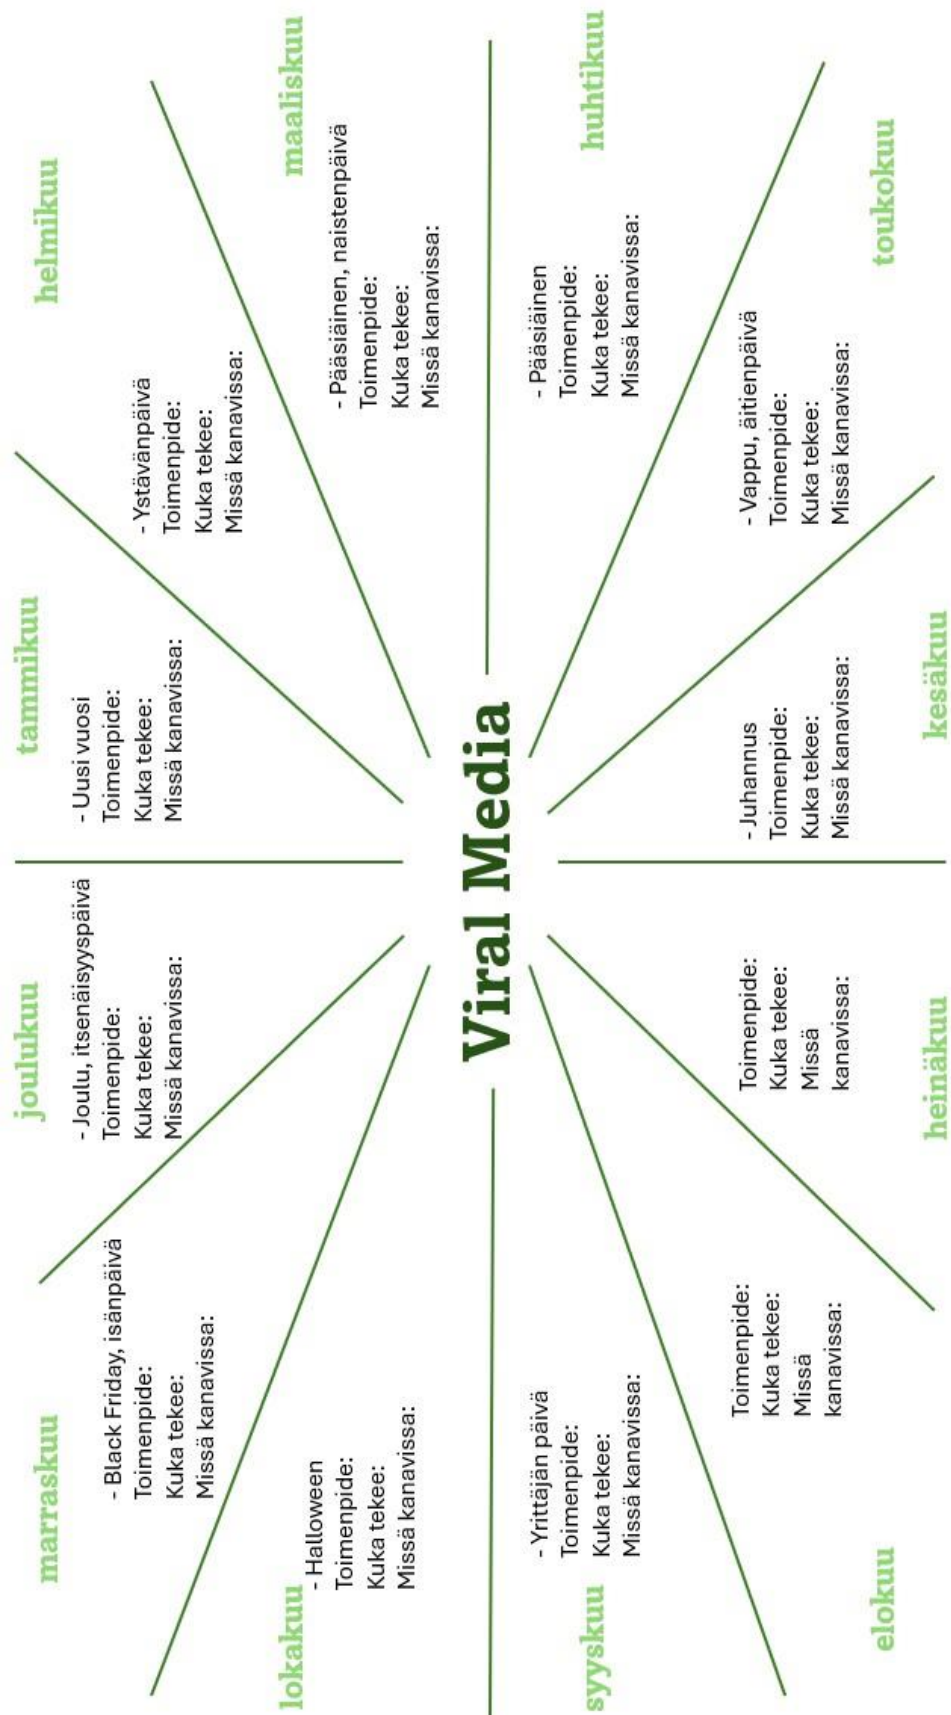 Viral Media
tammikuu
- Uusi vuosi
Toimenpide:
Kuka tekee:
Missä kanavissa:
helmikuu
- Ystävänpäivä
Toimenpide:
Kuka tekee:
Missä kanavissa:
maaliskuu
- Pääsiäinen, naistenpäivä
Toimenpide:
Kuka tekee:
Missä kanavissa:
huhtikuu
- Pääsiäinen
Toimenpide:
Kuka tekee:
Missä kanavissa:
toukokuu
- Vappu, äitienpäivä
Toimenpide:
Kuka tekee:
Missä kanavissa:
kesäkuu
- Juhannus
Toimenpide:
Kuka tekee:
Missä kanavissa:
heinäkuu
Toimenpide:
Kuka tekee:
Missä
kanavissa:
elokuu
Toimenpide:
Kuka tekee:
Missä
kanavissa:
syyskuu
- Yrittäjän päivä
Toimenpide:
Kuka tekee:
Missä kanavissa:
lokakuu
- Halloween
Toimenpide:
Kuka tekee:
Missä kanavissa:
marraskuu
- Black Friday, isänpäivä
Toimenpide:
Kuka tekee:
Missä kanavissa:
joulukuu
- Joulu, itsenäisyyspäivä
Toimenpide:
Kuka tekee:
Missä kanavissa: